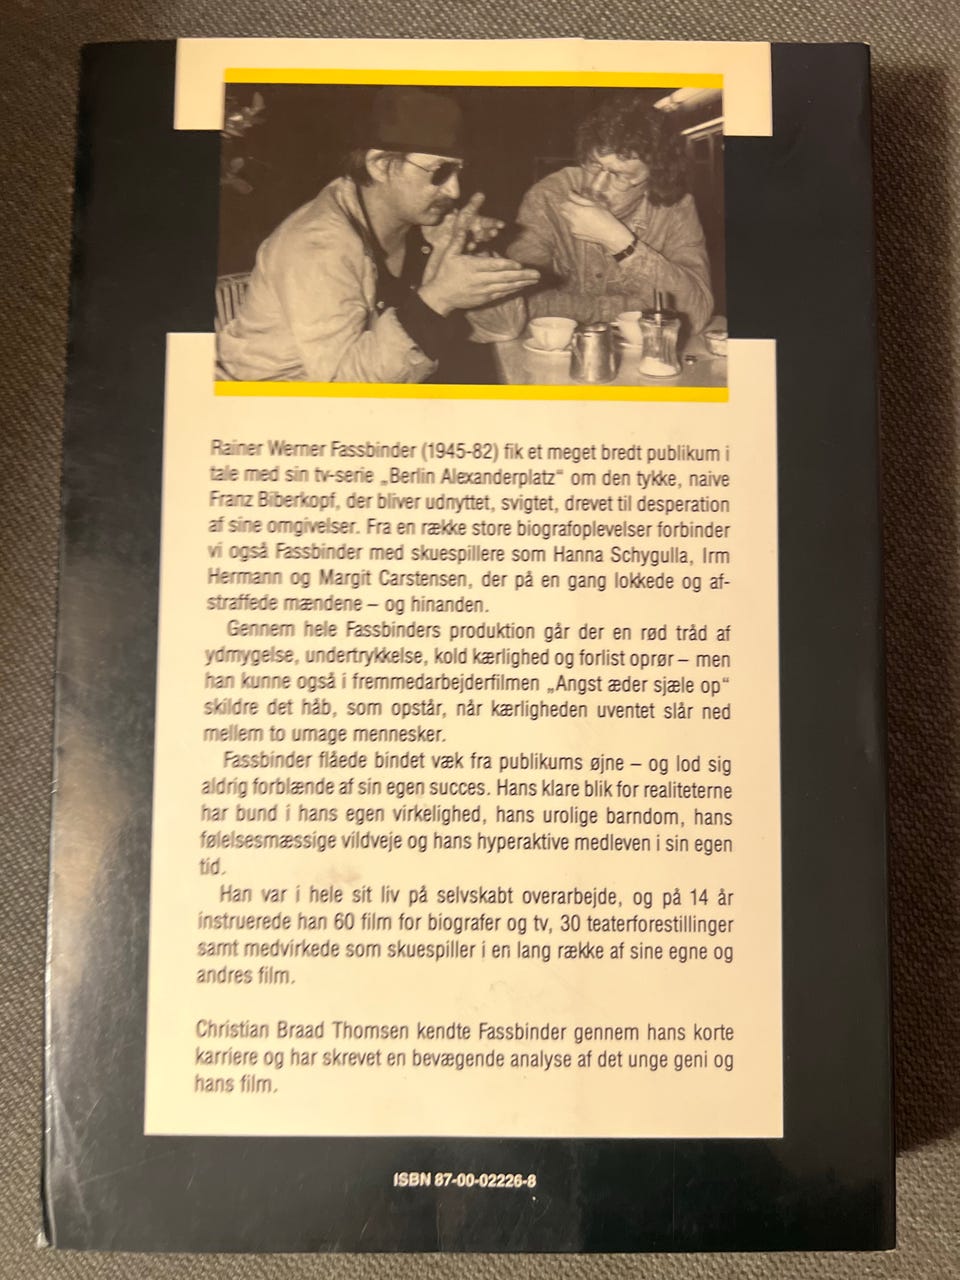 Rainer Werner Fassbinder (1945-82) fik et meget bredt publikum i
tale med sin tv-serie „Berlin Alexanderplatz“ om den tykke, naive
Franz Biberkopf, der bliver udnyttet, svigtet, drevet til desperation
af sine omgivelser. Fra en række store biografoplevelser forbinder
vi også Fassbinder med skuespillere som Hanna Schygulla, Irm
Hermann og Margit Carstensen, der på en gang lokkede og af-
straffede mændene – og hinanden.
Gennem hele Fassbinders produktion går der en rød tråd af
ydmygelse, undertrykkelse, kold kærlighed og forlist oprør – men
han kunne også i fremmedarbejderfilmen „Angst æder sjæle op“
skildre det håb, som opstår, når kærligheden uventet slår ned
mellem to umage mennesker.
Fassbinder flåede bindet væk fra publikums øjne – og lod sig
aldrig forblænde af sin egen succes. Hans klare blik for realiteterne
har bund i hans egen virkelighed, hans urolige barndom, hans
følelsesmæssige vildveje og hans hyperaktive medleven i sin egen
tid.
Han var i hele sit liv på selvskabt overarbejde, og på 14 år
instruerede han 60 film for biografer og tv, 30 teaterforestillinger
samt medvirkede som skuespiller i en lang række af sine egne og
andres film.
Christian Braad Thomsen kendte Fassbinder gennem hans korte
karriere og har skrevet en bevægende analyse af det unge geni og
hans film.
ISBN 87-00-02226-8